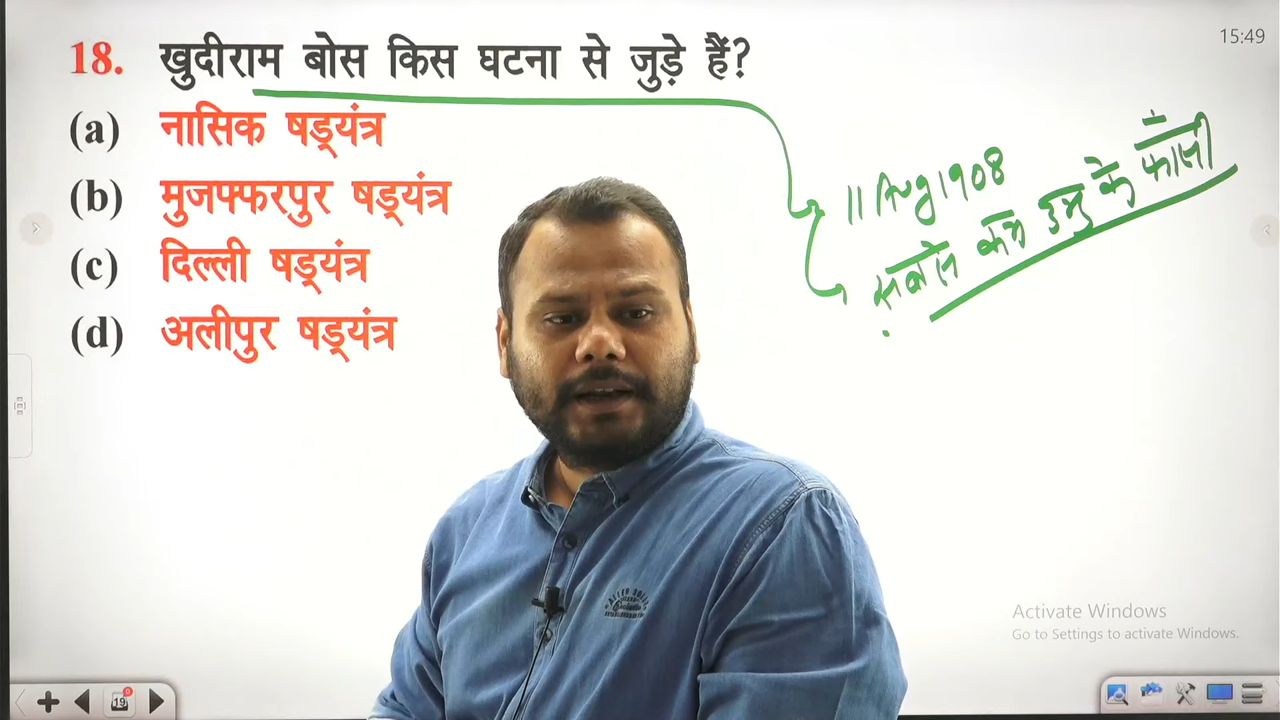 15:49
18. खुदीराम बोस किस घटना से जुड़े हैं?
(a) नासिक षड्यंत्र
(b) मुजफ्फरपुर षड्यंत्र
(c) दिल्ली षड्यंत्र
(d) अलीपुर षड्यंत्र
11 Aug 1908
सबसे कम उम्र के फाँसी
Activate Windows
Go to Settings to activate Windows.
19